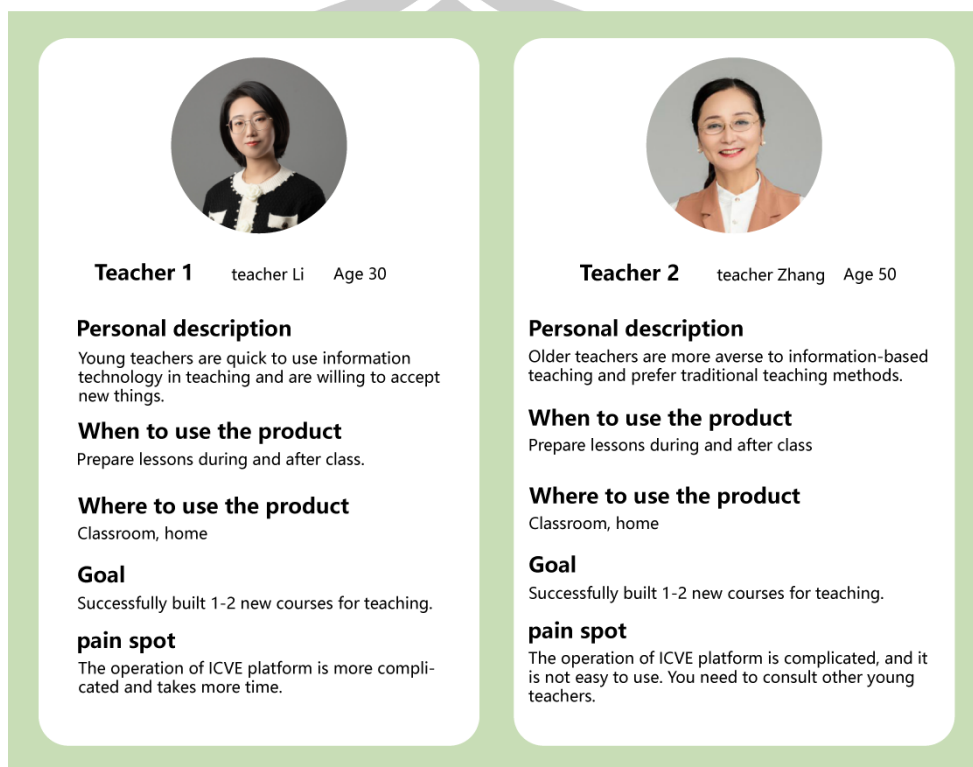 Teacher 1 teacher Li Age 30
Personal description
Young teachers are quick to use information
technology in teaching and are willing to accept
new things.
When to use the product
Prepare lessons during and after class.
Where to use the product
Classroom, home
Goal
Successfully built 1-2 new courses for teaching.
pain spot
The operation of ICVE platform is more compli-
cated and takes more time.
Teacher 2 teacher Zhang Age 50
Personal description
Older teachers are more averse to information-based
teaching and prefer traditional teaching methods.
When to use the product
Prepare lessons during and after class
Where to use the product
Classroom, home
Goal
Successfully built 1-2 new courses for teaching.
pain spot
The operation of ICVE platform is complicated, and it
is not easy to use. You need to consult other young
teachers.